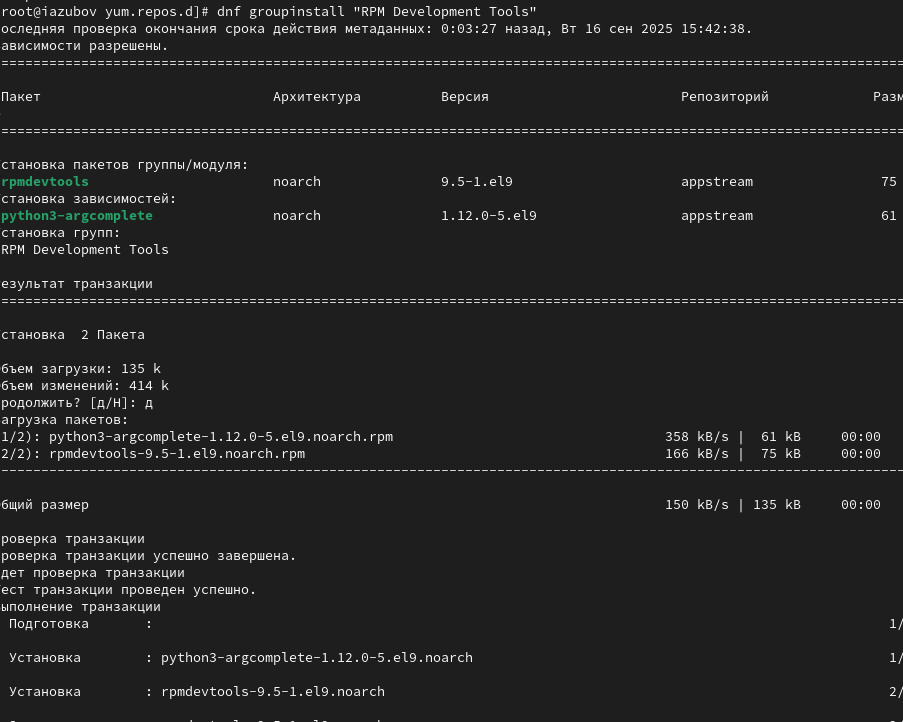 root@iazubov yum.repos.d]# dnf groupinstall "RPM Development Tools"
оследняя проверка окончания срока действия метаданных: 0:03:27 назад, Вт 16 сен 2025 15:42:38.
ависимости разрешены.
================================================================================
Пакет Архитектура Версия Репозиторий Разм
================================================================================
становка пакетов группы/модуля:
rpmdevtools noarch 9.5-1.el9 appstream 75
становка зависимостей:
python3-argcomplete noarch 1.12.0-5.el9 appstream 61
становка групп:
RPM Development Tools
езультат транзакции
================================================================================
становка 2 Пакета
бъем загрузки: 135 k
бъем изменений: 414 k
родолжить? [д/Н]: д
агрузка пакетов:
1/2): python3-argcomplete-1.12.0-5.el9.noarch.rpm 358 kB/s | 61 kB 00:00
2/2): rpmdevtools-9.5-1.el9.noarch.rpm 166 kB/s | 75 kB 00:00
--------------------------------------------------------------------------------
бщий размер 150 kB/s | 135 kB 00:00
роверка транзакции
роверка транзакции успешно завершена.
дет проверка транзакции
ест транзакции проведен успешно.
ыполнение транзакции
Подготовка : 1/
Установка : python3-argcomplete-1.12.0-5.el9.noarch 1/
Установка : rpmdevtools-9.5-1.el9.noarch 2/